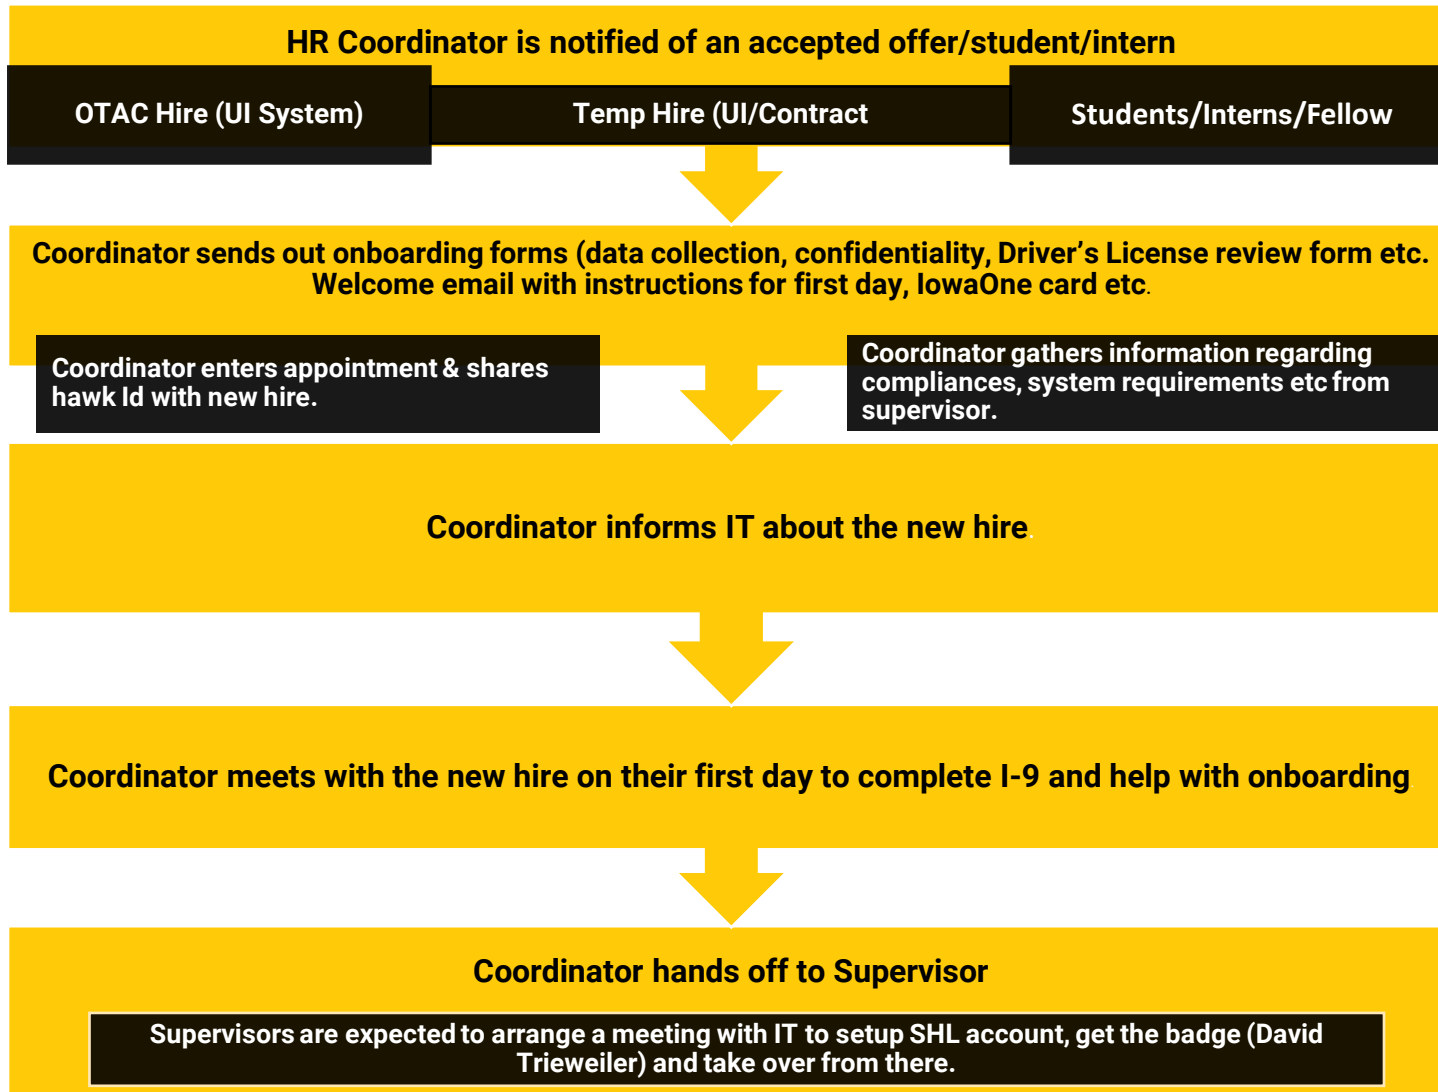 HR Coordinator is notified of an accepted offer/student/intern
OTAC Hire (UI System)
Temp Hire (UI/Contract
Students/Interns/Fellow
Coordinator sends out onboarding forms (data collection, confidentiality, Driver's License review form etc.
Welcome email with instructions for first day, IowaOne card etc.
Coordinator enters appointment & shares
hawk Id with new hire.
Coordinator gathers information regarding
compliances, system requirements etc from
supervisor.
Coordinator informs IT about the new hire.
Coordinator meets with the new hire on their first day to complete I-9 and help with onboarding
Coordinator hands off to Supervisor
Supervisors are expected to arrange a meeting with IT to setup SHL account, get the badge (David
Trieweiler) and take over from there.